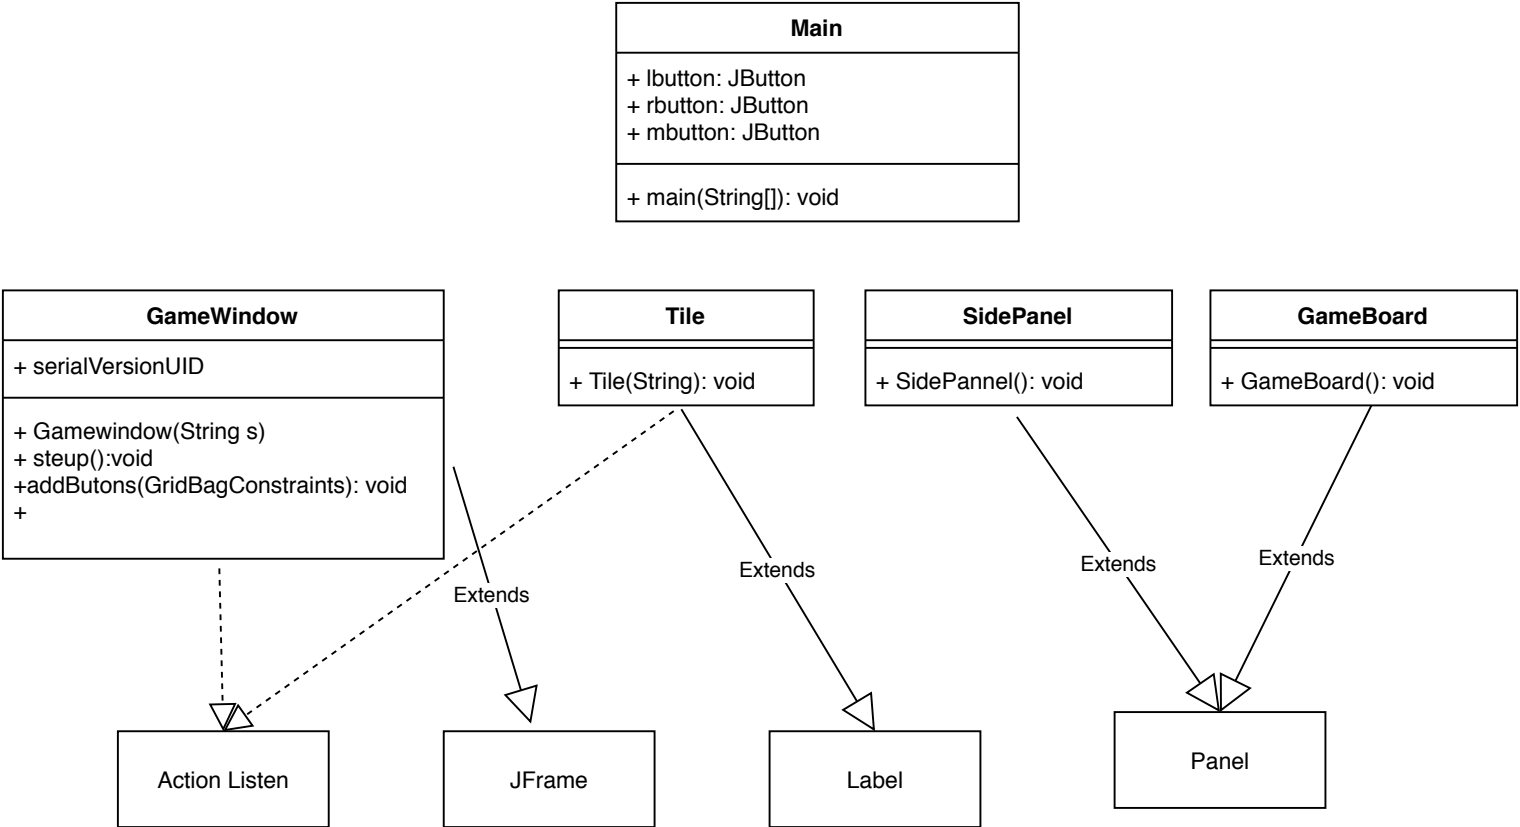 Main
+ lbutton: JButton
+ rbutton: JButton
+ mbutton: JButton
+ main(String[]): void
GameWindow
+ serialVersionUID
+ Gamewindow(String s)
+ steup():void
+addButons(GridBagConstraints): void
+
Tile
+ Tile(String): void
SidePanel
+ SidePannel(): void
GameBoard
+ GameBoard(): void
Extends
Extends
Extends
Extends
Action Listen
JFrame
Label
Panel